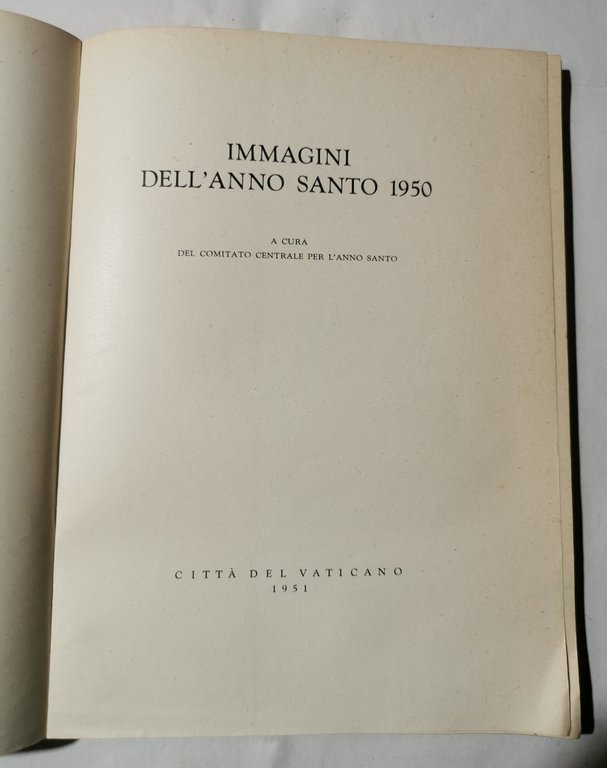 IMMAGINI
DELL'ANNO SANTO 1950
A CURA
DEL COMITATO CENTRALE PER L'ANNO SANTO
CITTÀ DEL VATICANO
1951